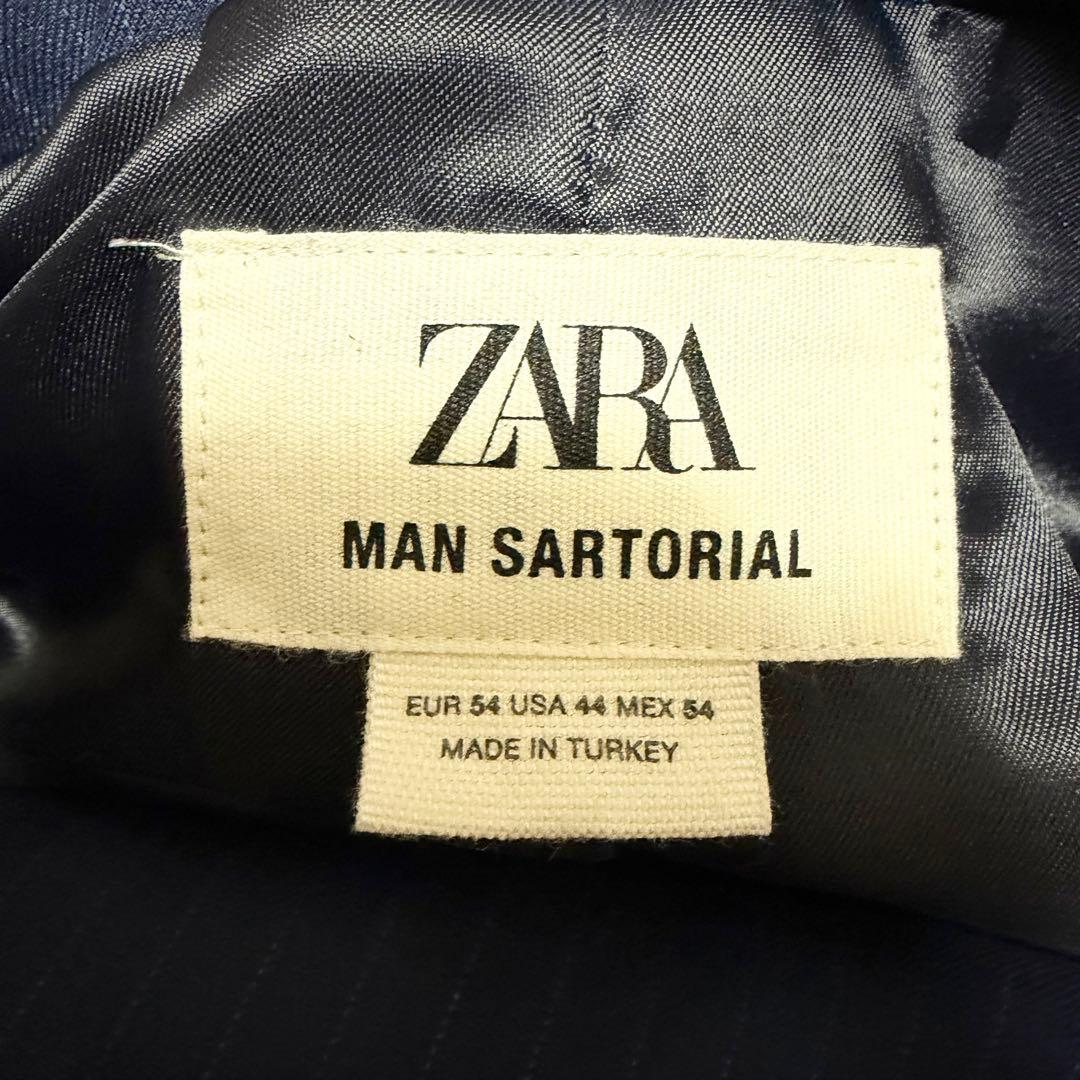 ZARA
MAN SARTORIAL
EUR 54 USA 44 MEX 54
MADE IN TURKEY